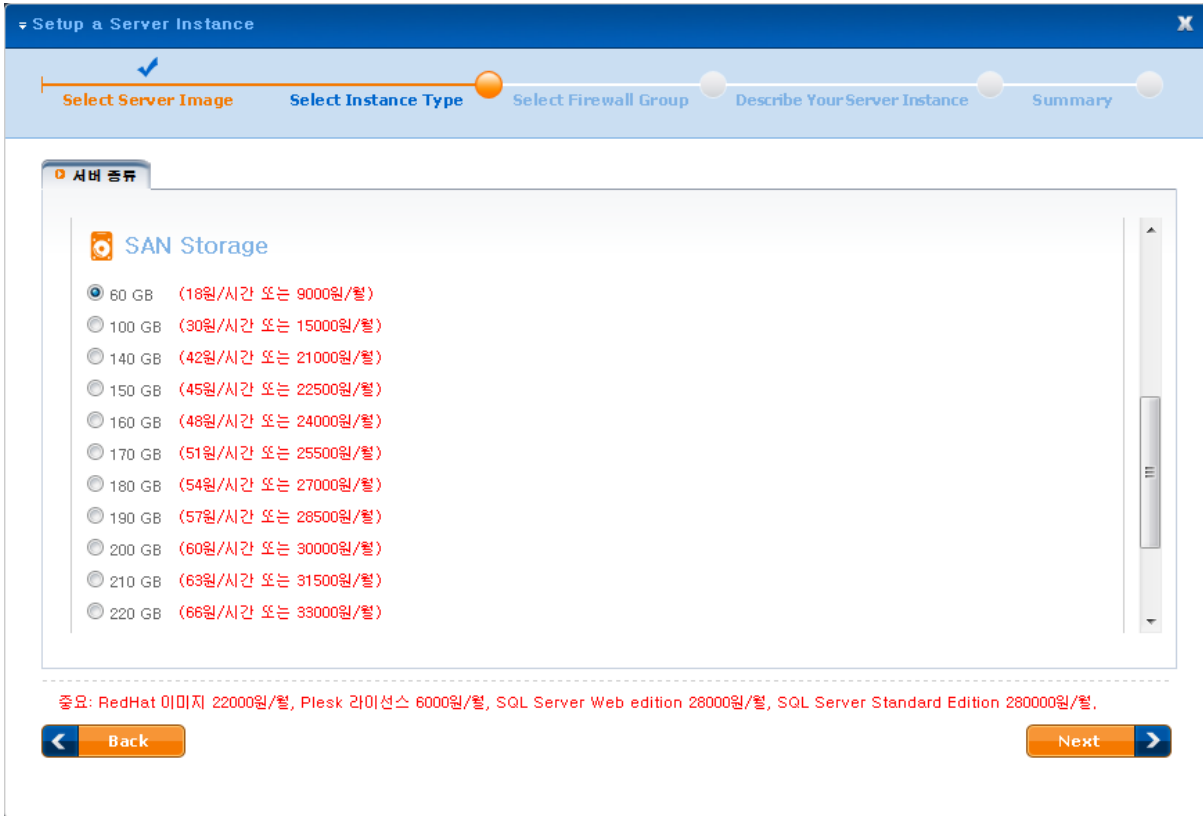 Setup a Server Instance X
Select Server Image Select Instance Type Select Firewall Group Describe Your Server Instance Summary
서버 종류
SAN Storage
60 GB (18원/시간 또는 9000원/월)
100 GB (30원/시간 또는 15000원/월)
140 GB (42원/시간 또는 21000원/월)
150 GB (45원/시간 또는 22500원/월)
160 GB (48원/시간 또는 24000원/월)
170 GB (51원/시간 또는 25500원/월)
180 GB (54원/시간 또는 27000원/월)
190 GB (57원/시간 또는 28500원/월)
200 GB (60원/시간 또는 30000원/월)
210 GB (63원/시간 또는 31500원/월)
220 GB (66원/시간 또는 33000원/월)
중요: RedHat 이미지 22000원/월, Plesk 라이선스 6000원/월, SQL Server Web edition 28000원/월, SQL Server Standard Edition 280000원/월.
Back Next